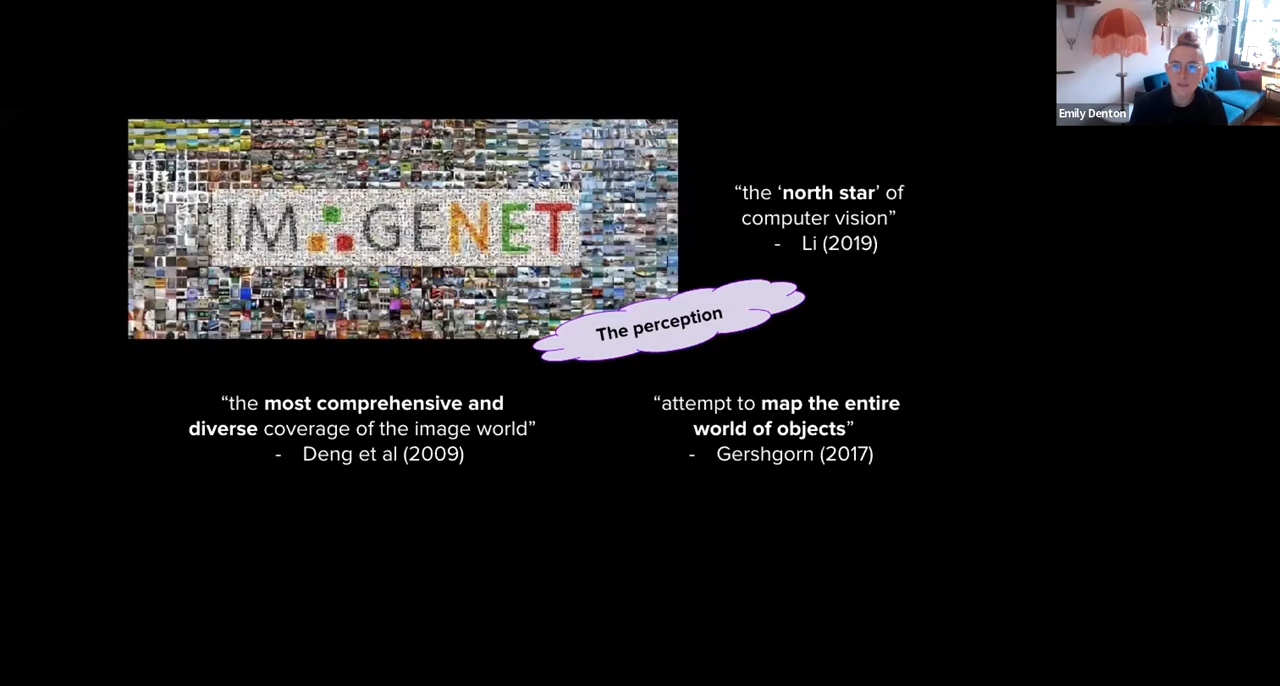 Emily Denton
IMAGENET
“the ‘north star’ of
computer vision”
- Li (2019)
The perception
“the most comprehensive and
diverse coverage of the image world”
- Deng et al (2009)
“attempt to map the entire
world of objects”
- Gershgorn (2017)